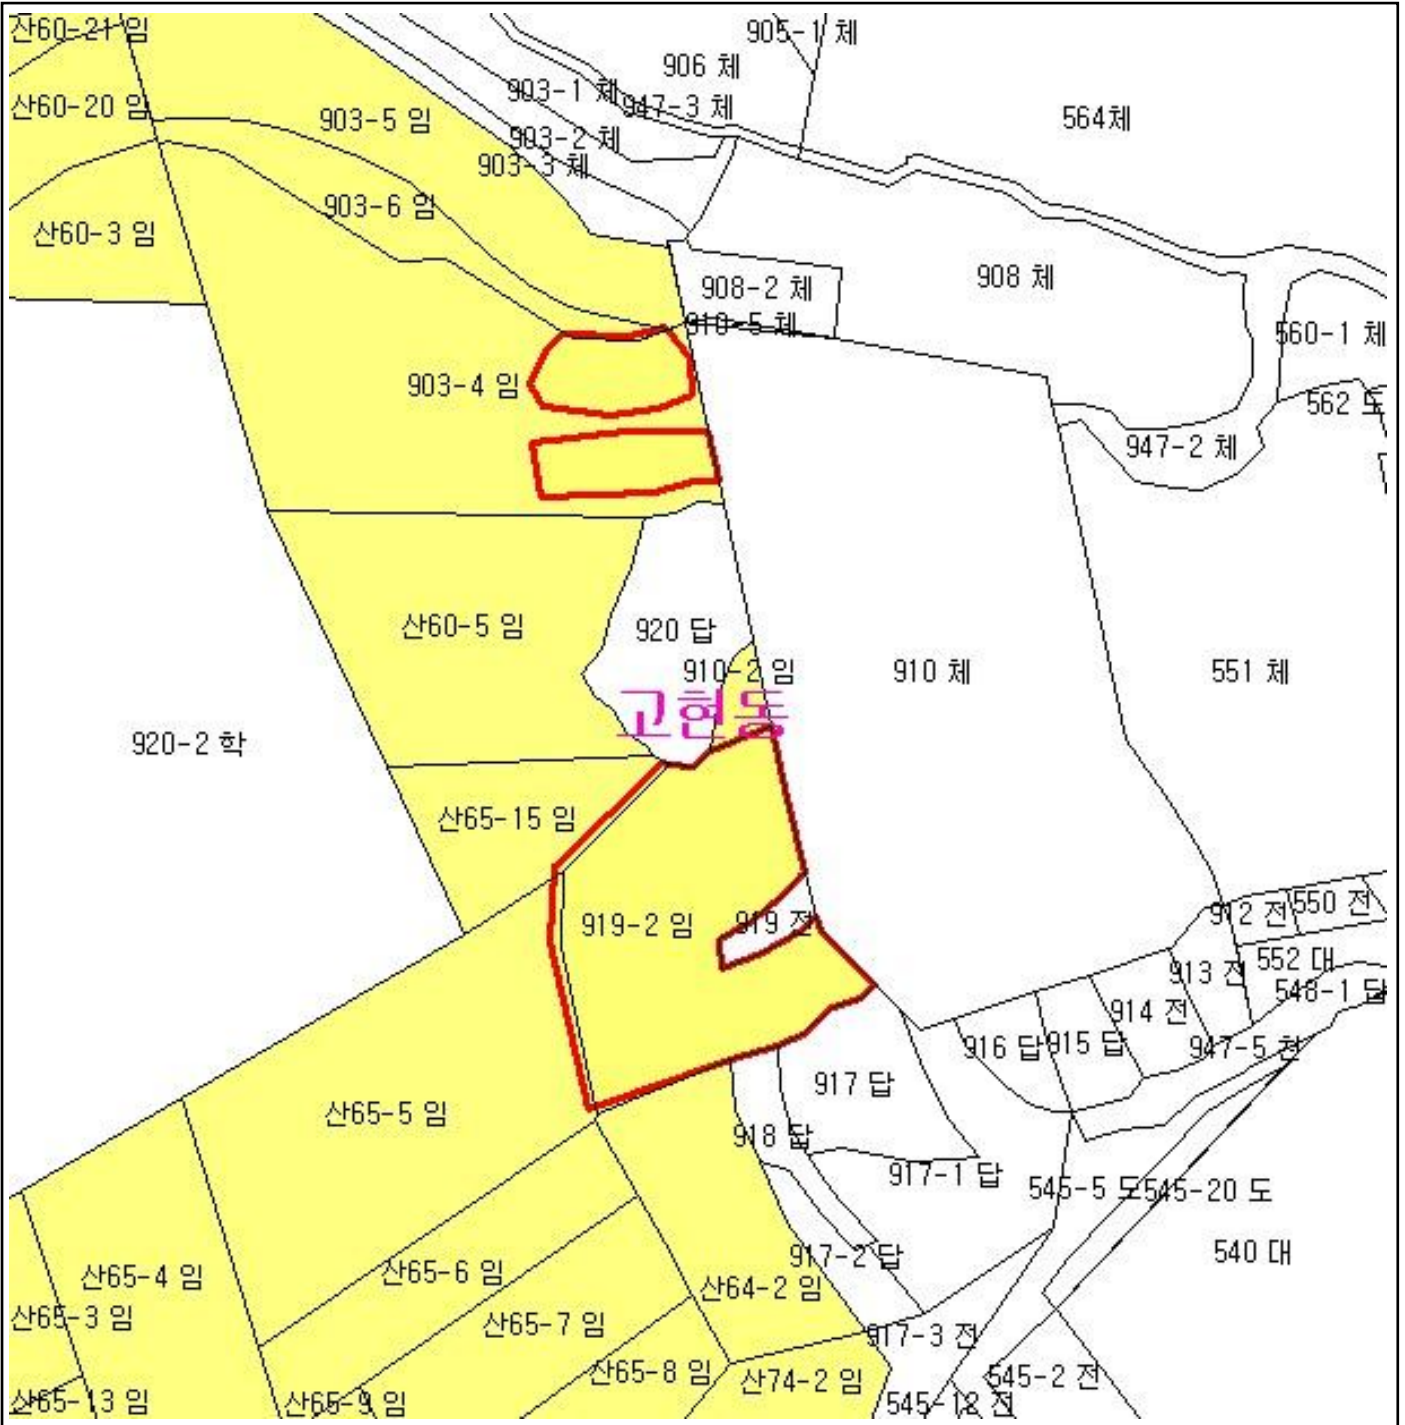 산60-21 임
905-1 체
906 체
903-1 체
947-3 체
산60-20 임
903-5 임
564체
903-2 체
903-3 체
903-6 임
산60-3 임
908-2 체
908 체
910-5 체
560-1 체
903-4 임
562 도
947-2 체
산60-5 임
920 답
910-2 임
910 체
551 체
고현동
920-2 학
산65-15 임
919-2 임
919 전
912 전
550 전
552 대
913 전
548-1 답
914 전
916 답
915 답
947-5 천
917 답
산65-5 임
918 답
917-1 답
545-5 도
545-20 도
540 대
917-2 답
산65-4 임
산65-6 임
산64-2 임
산65-3 임
산65-7 임
917-3 전
산65-8 임
산74-2 임
545-2 전
산65-13 임
산65-9 임
545-12 전